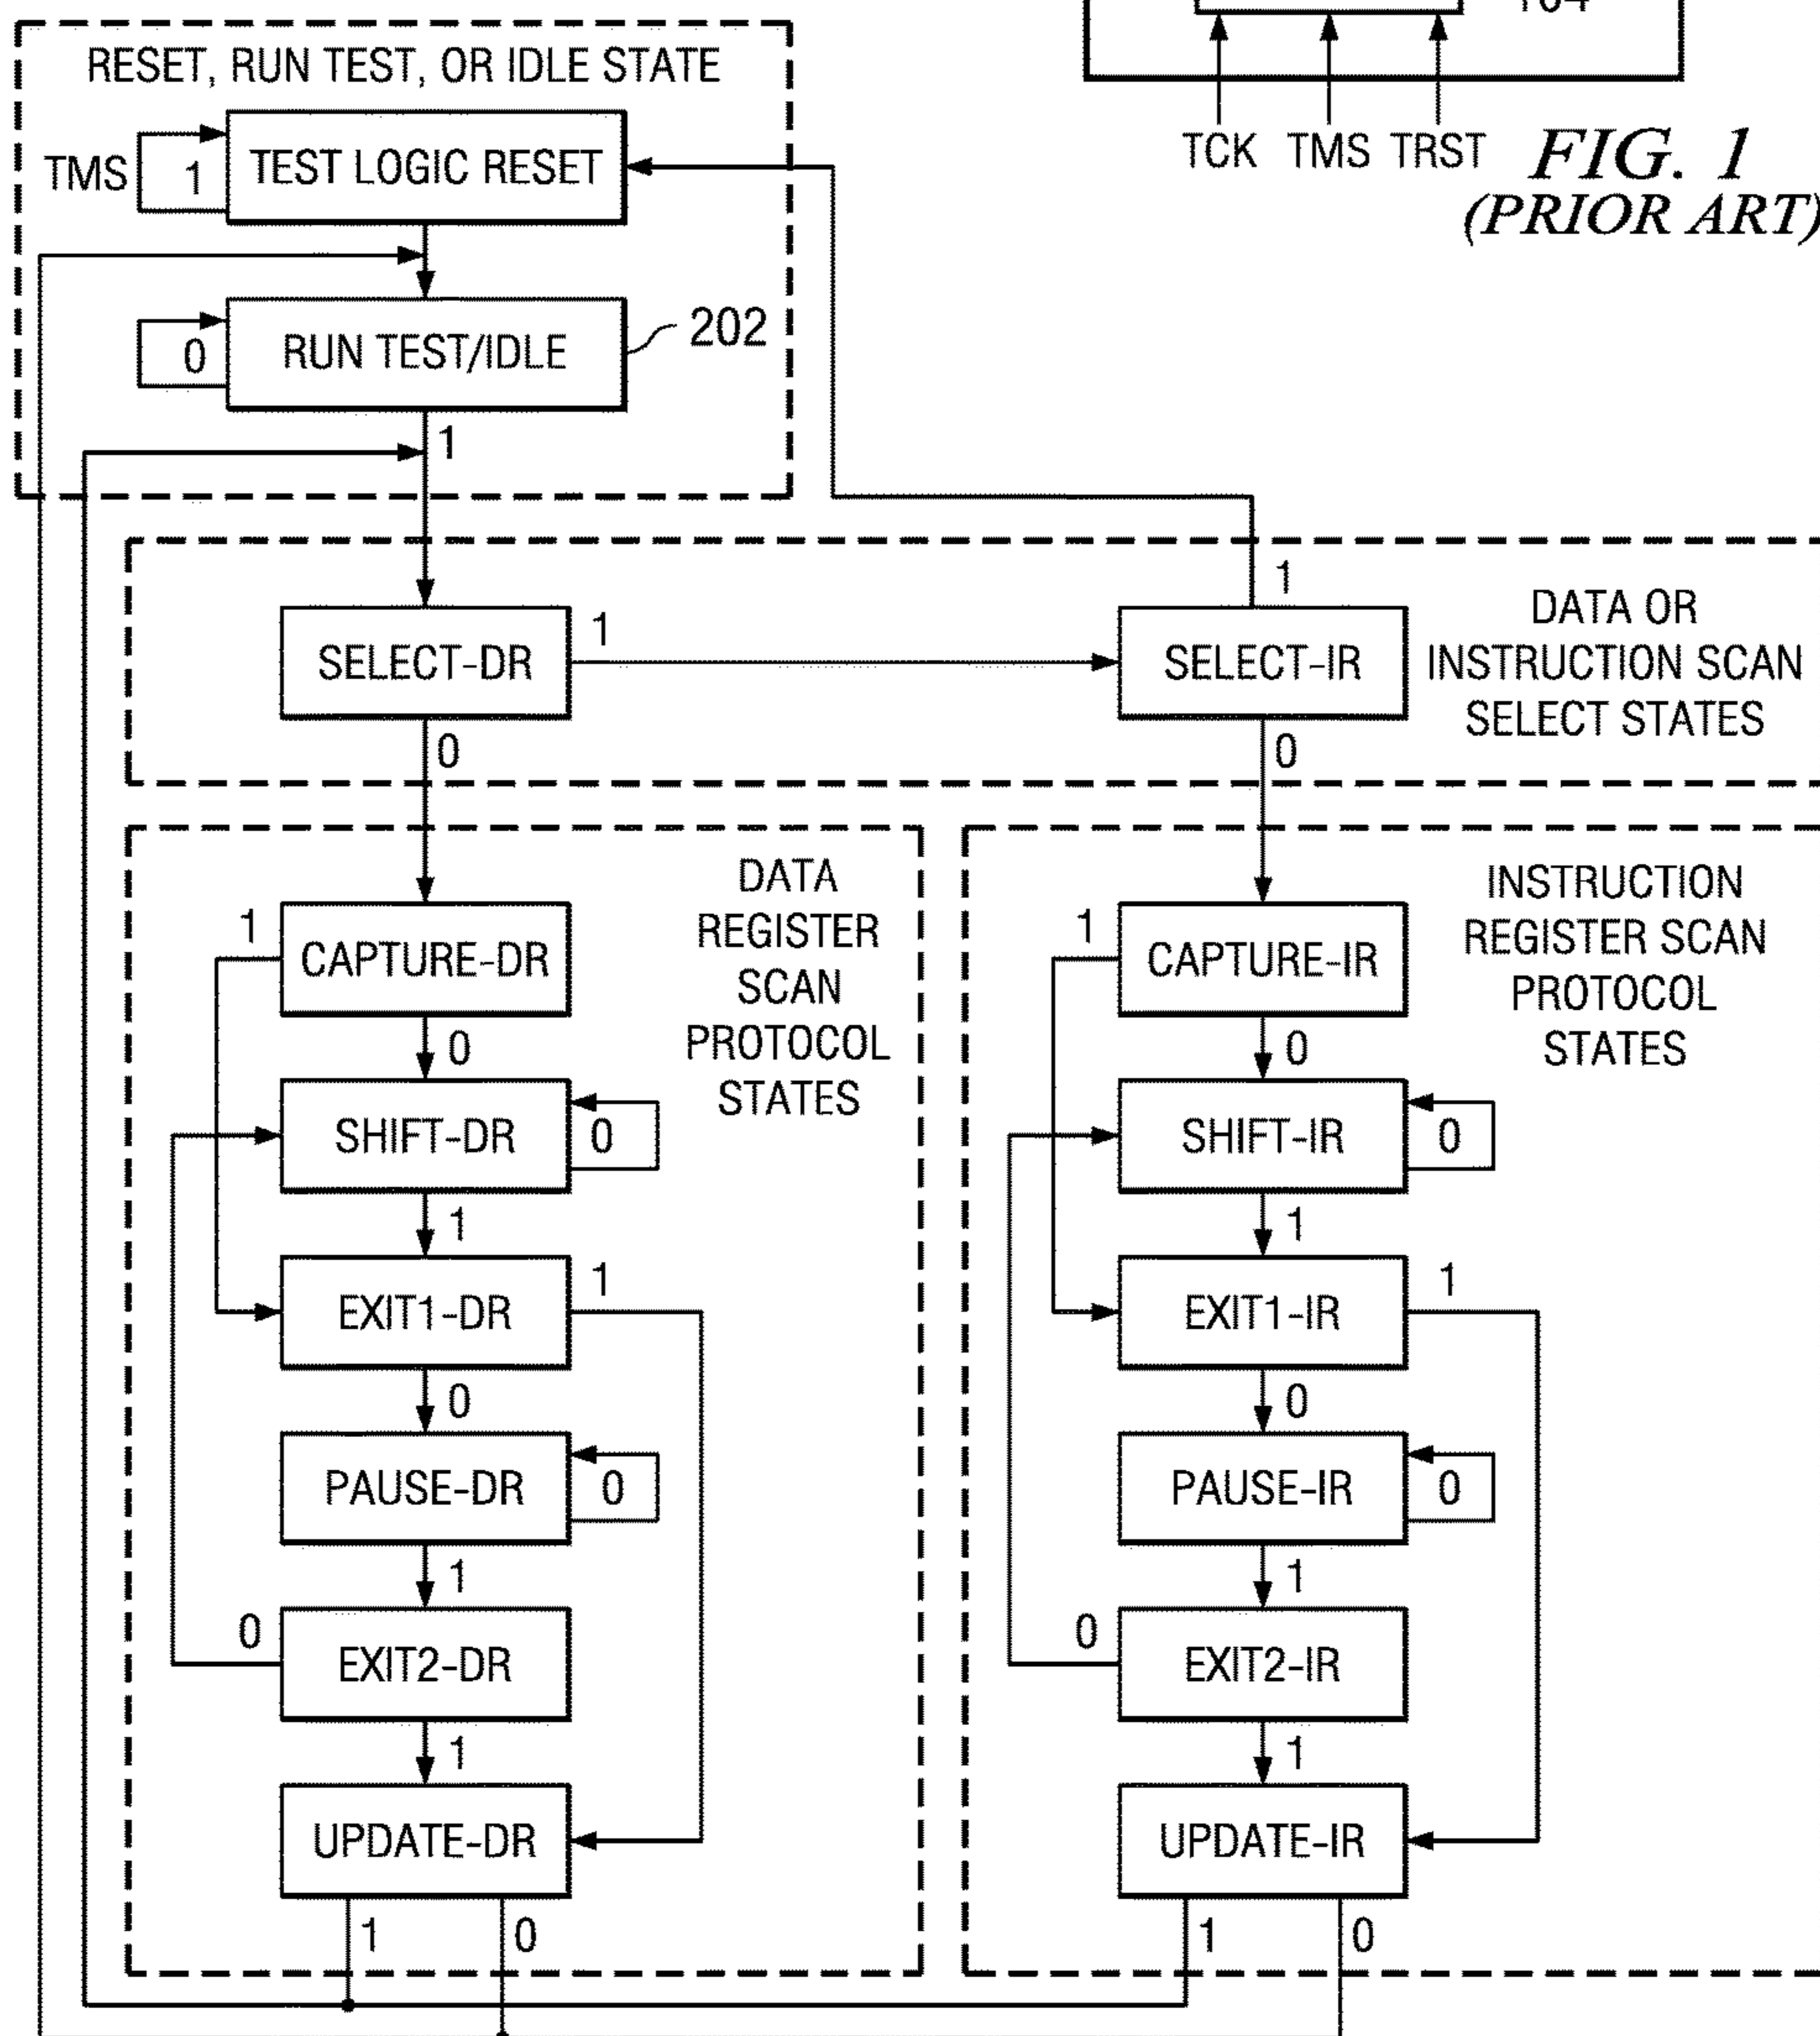 RESET, RUN TEST, OR IDLE STATE
TMS
1
TEST LOGIC RESET
TCK TMS TRST
FIG. 1
(PRIOR ART)
0
RUN TEST/IDLE
202
1
SELECT-DR
1
1
SELECT-IR
DATA OR
INSTRUCTION SCAN
SELECT STATES
0
0
DATA
REGISTER
SCAN
PROTOCOL
STATES
1
CAPTURE-DR
0
SHIFT-DR
0
1
EXIT1-DR
1
0
PAUSE-DR
0
1
0
EXIT2-DR
1
UPDATE-DR
1
0
INSTRUCTION
REGISTER SCAN
PROTOCOL
STATES
1
CAPTURE-IR
0
SHIFT-IR
0
1
EXIT1-IR
1
0
PAUSE-IR
0
1
0
EXIT2-IR
1
UPDATE-IR
1
0